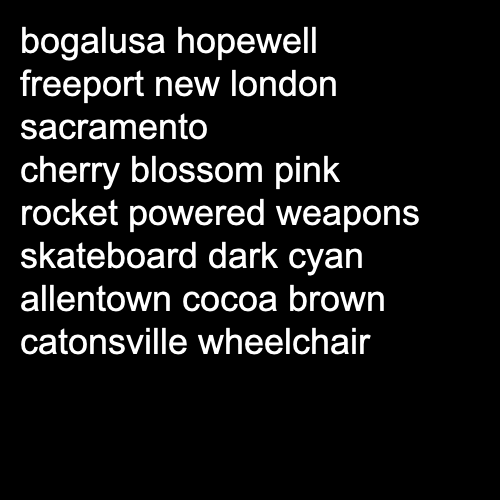 bogalusa hopewell
freeport new london
sacramento
cherry blossom pink
rocket powered weapons
skateboard dark cyan
allentown cocoa brown
catonsville wheelchair